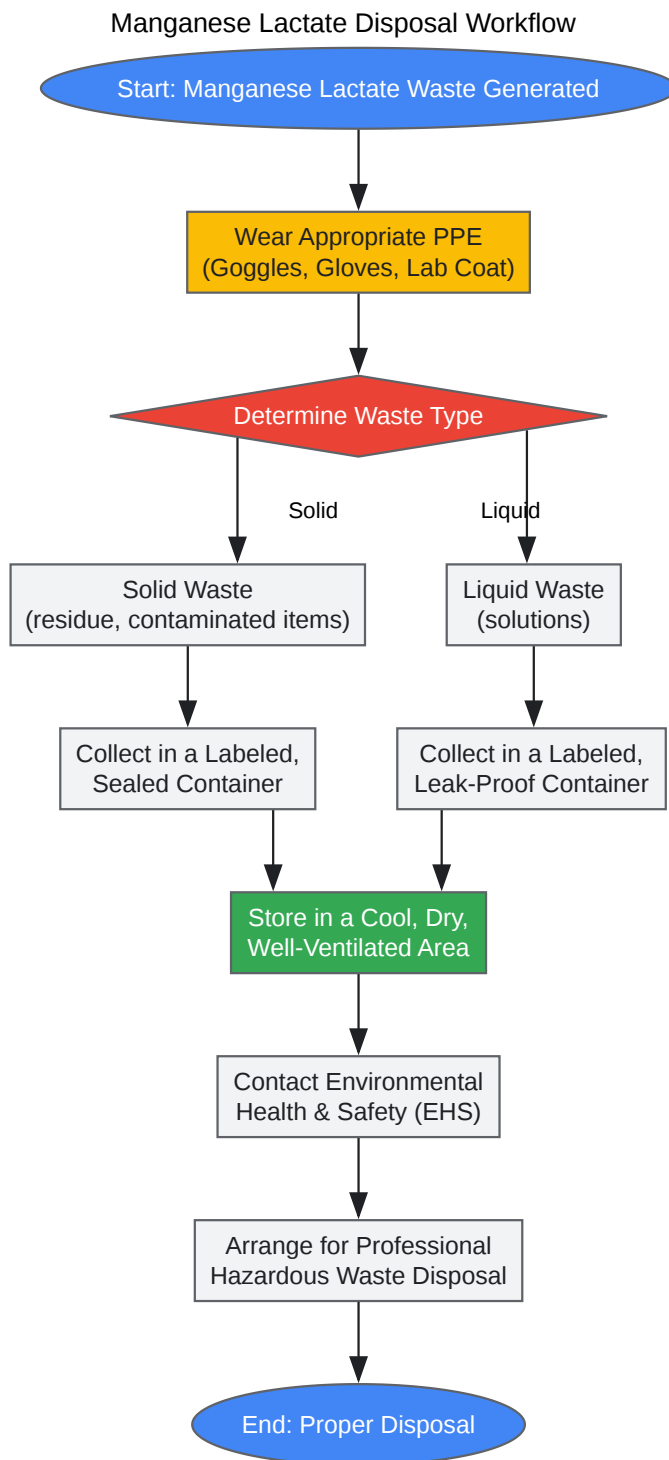 Manganese Lactate Disposal Workflow
Start: Manganese Lactate Waste Generated
Wear Appropriate PPE
(Goggles, Gloves, Lab Coat)
Determine Waste Type
Solid
Liquid
Solid Waste
(residue, contaminated items)
Liquid Waste
(solutions)
Collect in a Labeled,
Sealed Container
Collect in a Labeled,
Leak-Proof Container
Store in a Cool, Dry,
Well-Ventilated Area
Contact Environmental
Health & Safety (EHS)
Arrange for Professional
Hazardous Waste Disposal
End: Proper Disposal